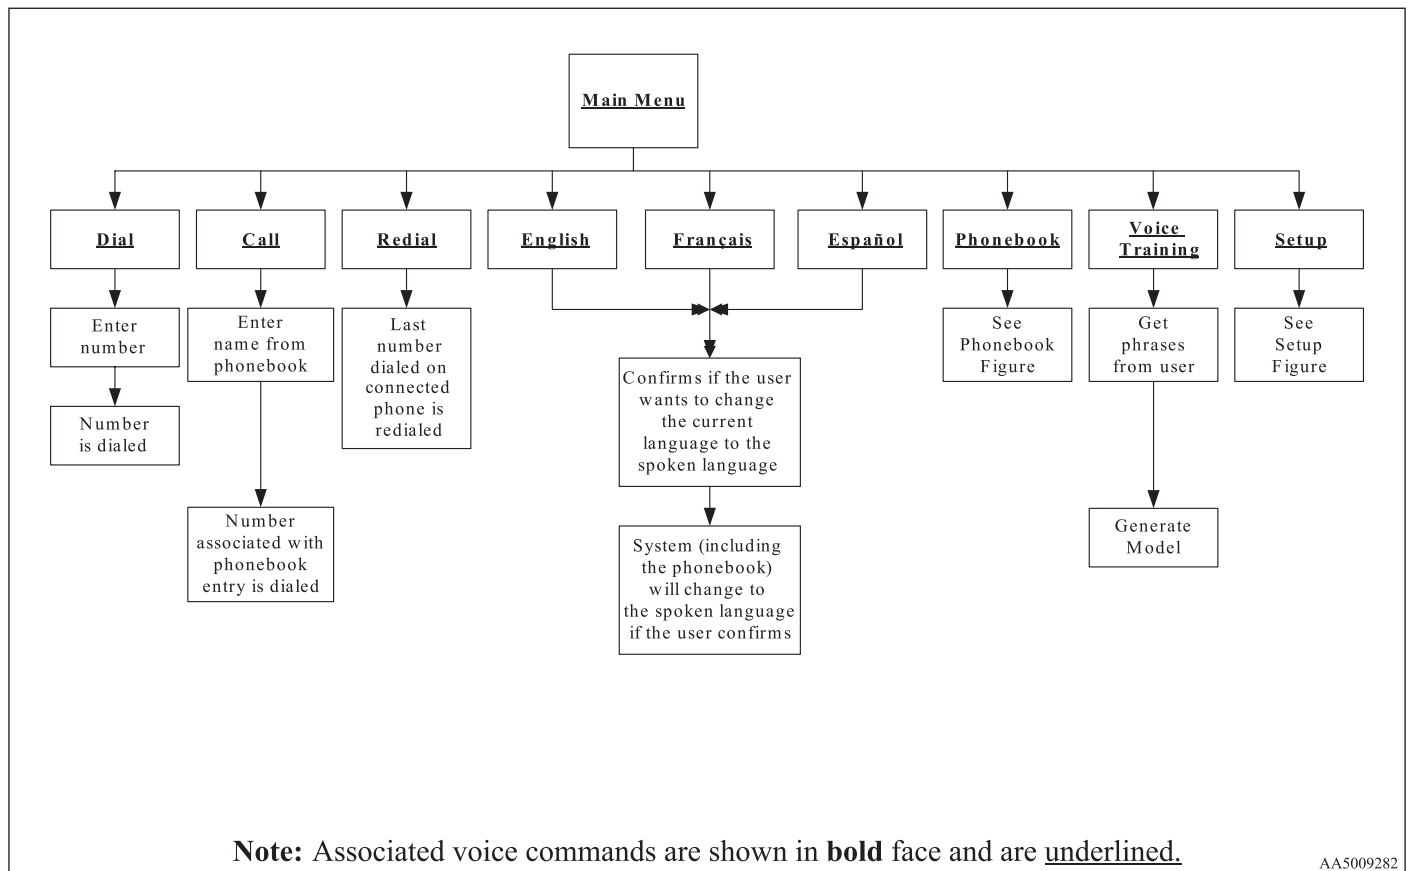 Main Menu
Dial
Call
Redial
English
Français
Español
Phonebook
Voice
Training
Setup
Enter
number
Enter
name from
phonebook
Last
number
dialed on
connected
phone is
redialed
See
Phonebook
Figure
Get
phrases
from user
See
Setup
Figure
Confirms if the user
wants to change
the current
language to the
spoken language
Number
is dialed
Number
associated with
phonebook
entry is dialed
Generate
Model
System (including
the phonebook)
will change to
the spoken language
if the user confirms
Note: Associated voice commands are shown in bold face and are underlined.
AA5009282